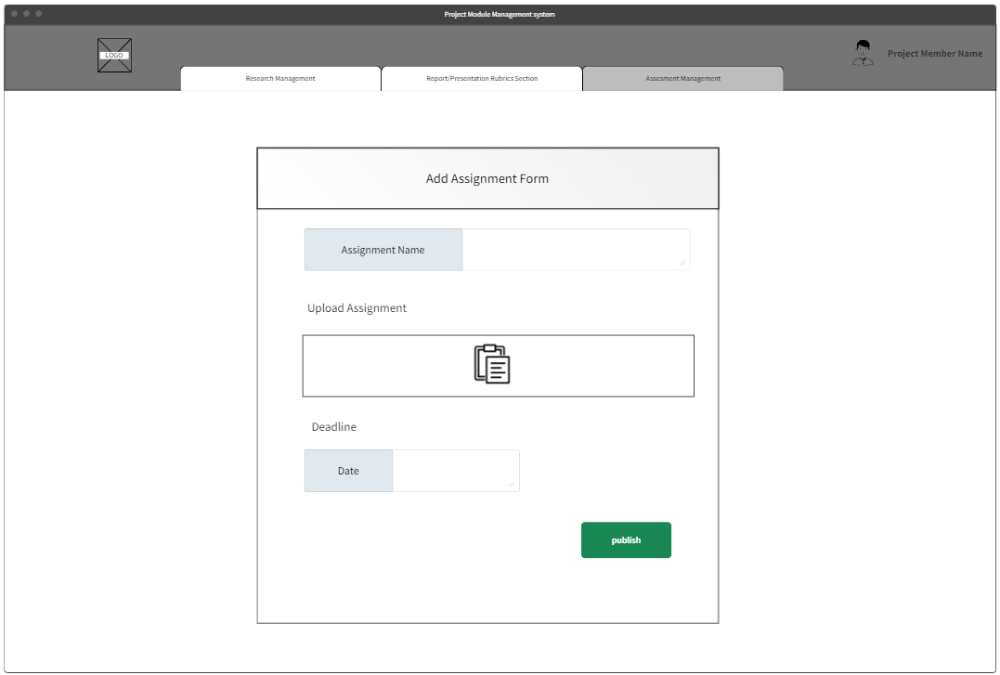 Project Module Management system
LOGO
Project Member Name
Research Management
Report/Presentation Rubrics Section
Assesment Management
Add Assignment Form
Assignment Name
Upload Assignment
Deadline
Date
publish